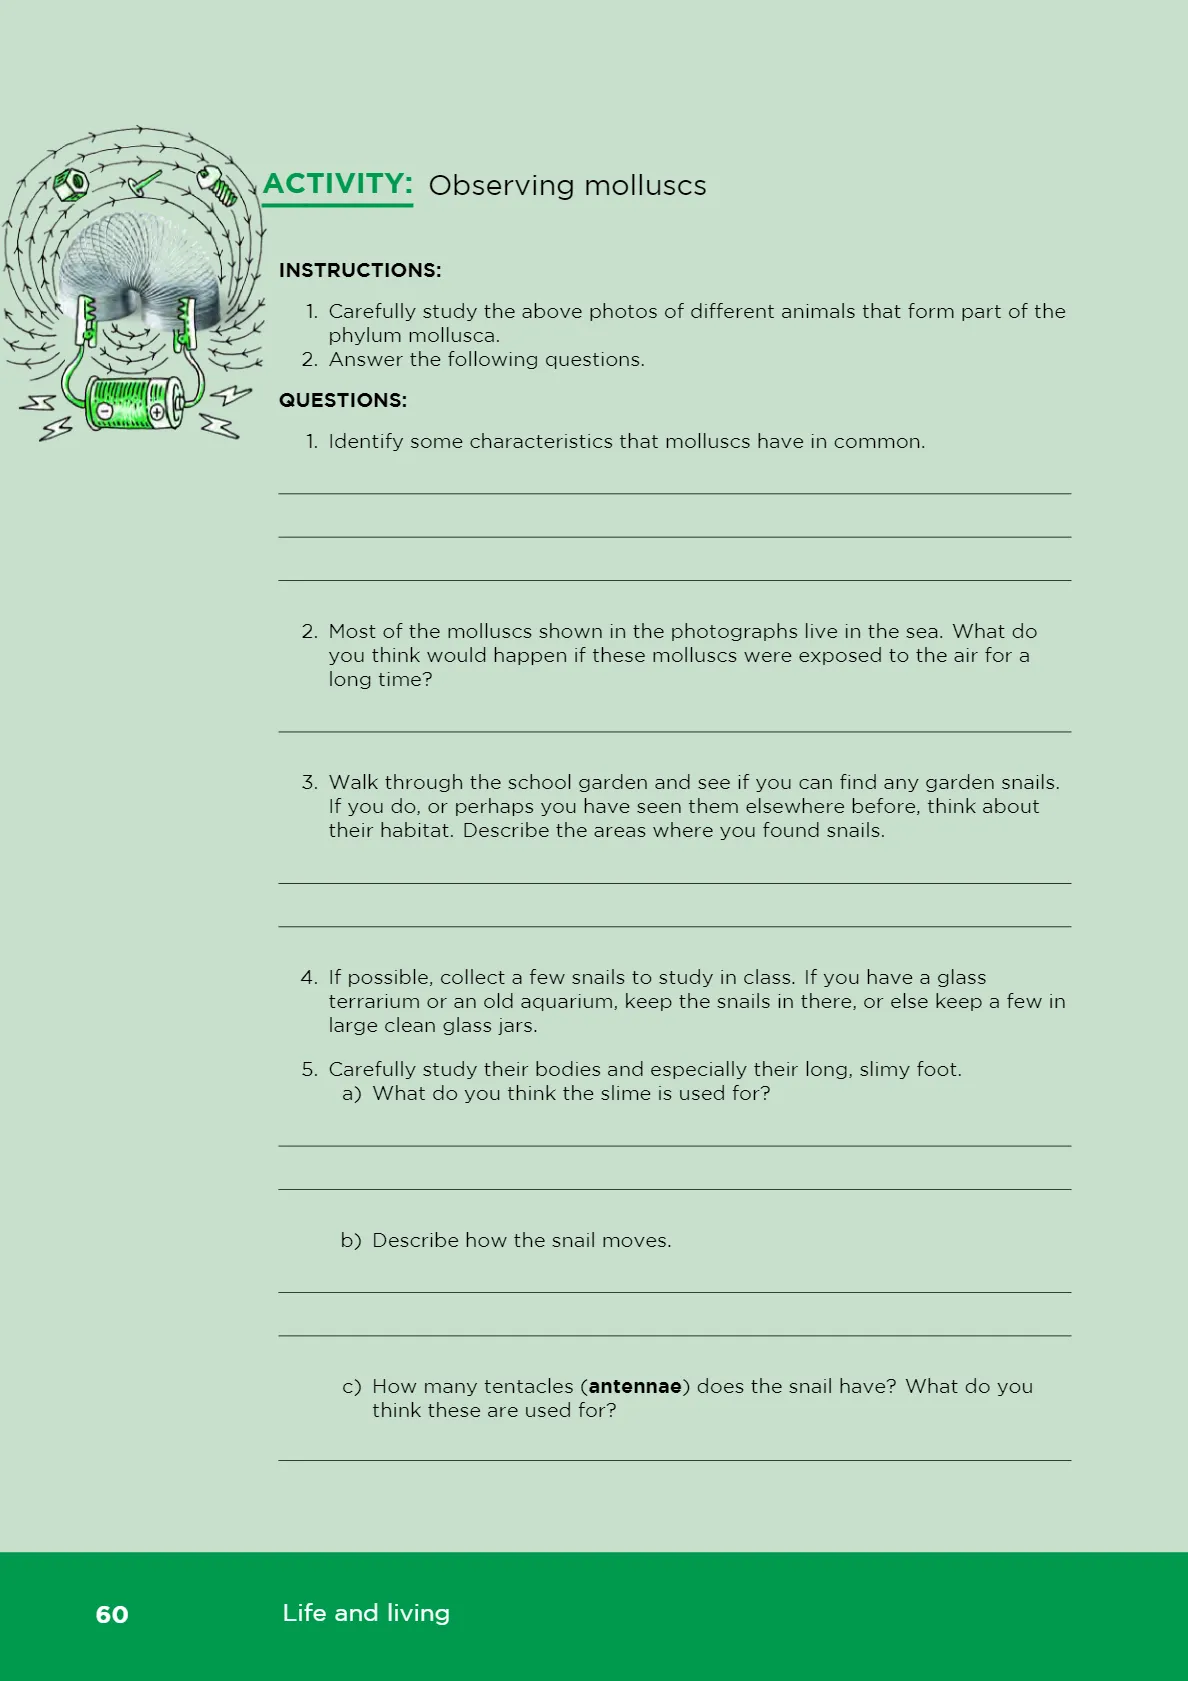 ACTIVITY: Observing molluscs
INSTRUCTIONS:
1. Carefully study the above photos of different animals that form part of the
phylum mollusca.
2. Answer the following questions.
QUESTIONS:
1. Identify some characteristics that molluscs have in common.
2. Most of the molluscs shown in the photographs live in the sea. What do
you think would happen if these molluscs were exposed to the air for a
long time?
3. Walk through the school garden and see if you can find any garden snails.
If you do, or perhaps you have seen them elsewhere before, think about
their habitat. Describe the areas where you found snails.
4. If possible, collect a few snails to study in class. If you have a glass
terrarium or an old aquarium, keep the snails in there, or else keep a few in
large clean glass jars.
5. Carefully study their bodies and especially their long, slimy foot.
a) What do you think the slime is used for?
b) Describe how the snail moves.
c) How many tentacles (antennae) does the snail have? What do you
think these are used for?
60 Life and living